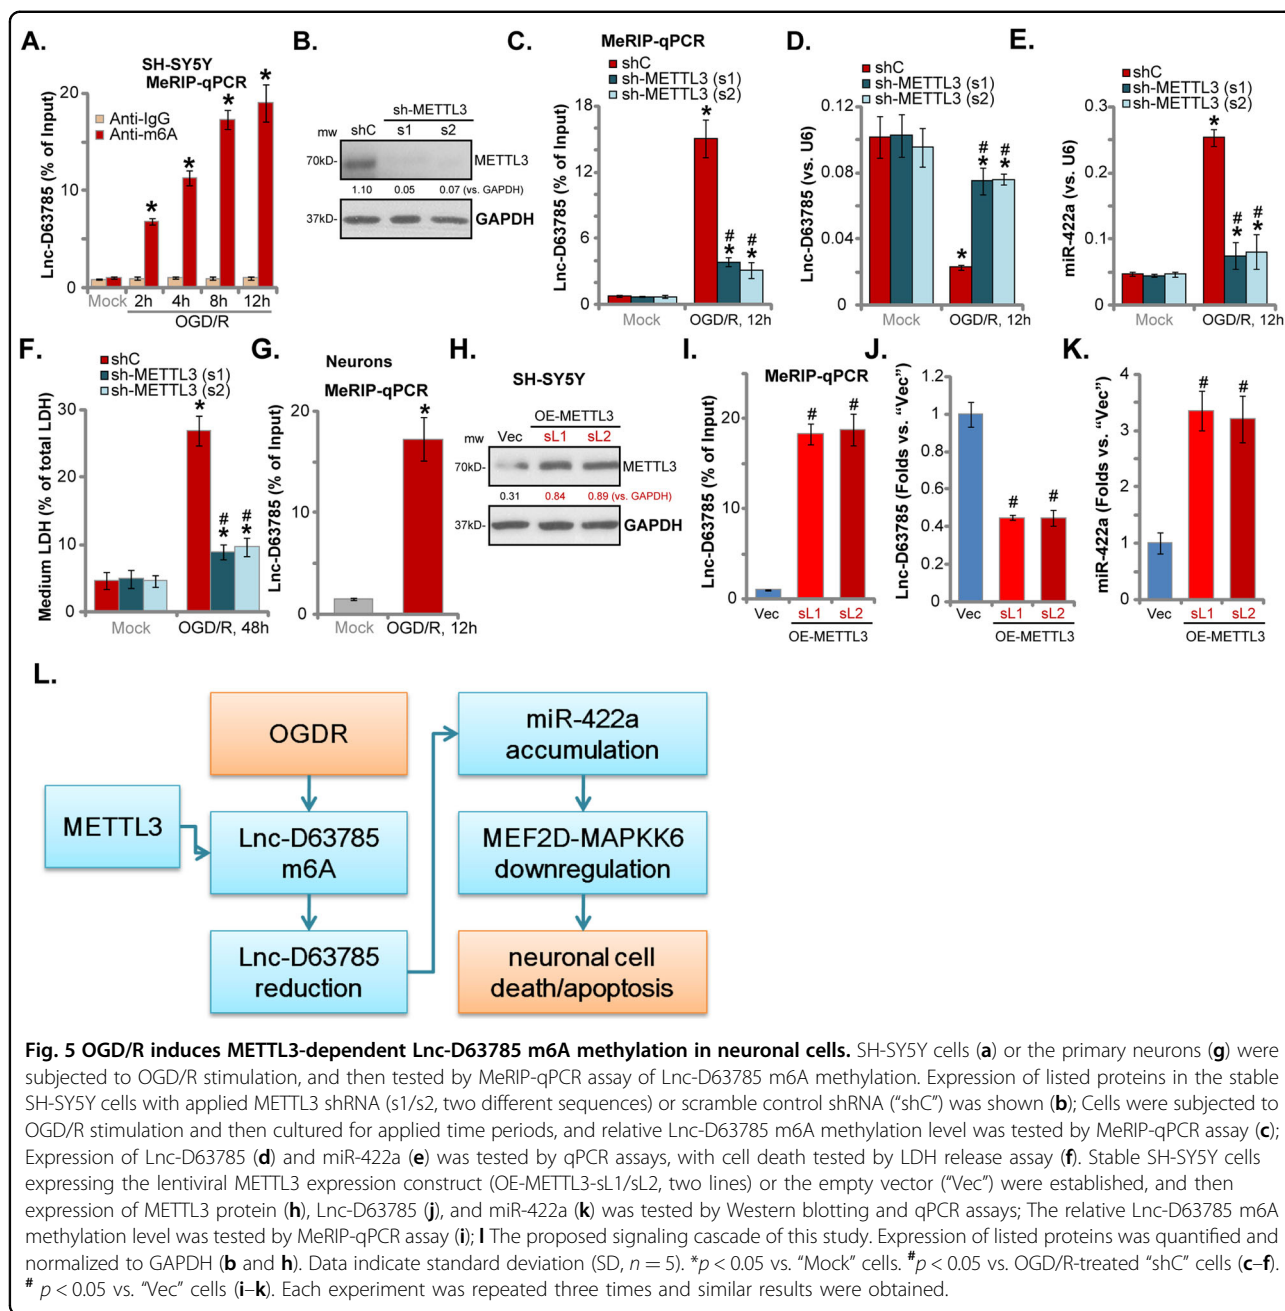 A.
SH-SY5Y
MeRIP-qPCR
Anti-IgG
Anti-m6A
Lnc-D63785 (% of Input)
20
10
0
Mock 2h 4h 8h 12h
OGD/R
* * * *
B.
sh-METTL3
mw shC s1 s2
70kD- METTL3
1.10 0.05 0.07 (vs. GAPDH)
37kD- GAPDH
C.
MeRIP-qPCR
shC
sh-METTL3 (s1)
sh-METTL3 (s2)
Lnc-D63785 (% of Input)
18
12
6
0
* # * # *
Mock OGD/R, 12h
D.
shC
sh-METTL3 (s1)
sh-METTL3 (s2)
Lnc-D63785 (vs. U6)
0.12
0.08
0.04
0
* # * # *
Mock OGD/R, 12h
E.
shC
sh-METTL3 (s1)
sh-METTL3 (s2)
miR-422a (vs. U6)
0.3
0.2
0.1
0
* # * # *
Mock OGD/R, 12h
F.
shC
sh-METTL3 (s1)
sh-METTL3 (s2)
Medium LDH (% of total LDH)
30
20
10
0
* # * # *
Mock OGD/R, 48h
G.
Neurons
MeRIP-qPCR
Lnc-D63785 (% of Input)
20
10
0
*
Mock OGD/R, 12h
H.
SH-SY5Y
OE-METTL3
mw Vec sL1 sL2
70kD- METTL3
0.31 0.84 0.89 (vs. GAPDH)
37kD- GAPDH
I.
MeRIP-qPCR
Lnc-D63785 (% of Input)
20
10
0
# #
Vec sL1 sL2
OE-METTL3
J.
Lnc-D63785 (Folds vs. “Vec”)
1.2
1
0.8
0.6
0.4
0.2
0
# #
Vec sL1 sL2
OE-METTL3
K.
miR-422a (Folds vs. “Vec”)
4
3
2
1
0
# #
Vec sL1 sL2
OE-METTL3
L.
OGDR
METTL3
Lnc-D63785
m6A
Lnc-D63785
reduction
miR-422a
accumulation
MEF2D-MAPKK6
downregulation
neuronal cell
death/apoptosis
Fig. 5 OGD/R induces METTL3-dependent Lnc-D63785 m6A methylation in neuronal cells. SH-SY5Y cells (a) or the primary neurons (g) were
subjected to OGD/R stimulation, and then tested by MeRIP-qPCR assay of Lnc-D63785 m6A methylation. Expression of listed proteins in the stable
SH-SY5Y cells with applied METTL3 shRNA (s1/s2, two different sequences) or scramble control shRNA (“shC”) was shown (b); Cells were subjected to
OGD/R stimulation and then cultured for applied time periods, and relative Lnc-D63785 m6A methylation level was tested by MeRIP-qPCR assay (c);
Expression of Lnc-D63785 (d) and miR-422a (e) was tested by qPCR assays, with cell death tested by LDH release assay (f). Stable SH-SY5Y cells
expressing the lentiviral METTL3 expression construct (OE-METTL3-sL1/sL2, two lines) or the empty vector (“Vec”) were established, and then
expression of METTL3 protein (h), Lnc-D63785 (j), and miR-422a (k) was tested by Western blotting and qPCR assays; The relative Lnc-D63785 m6A
methylation level was tested by MeRIP-qPCR assay (i); l The proposed signaling cascade of this study. Expression of listed proteins was quantified and
normalized to GAPDH (b and h). Data indicate standard deviation (SD, n = 5). *p < 0.05 vs. “Mock” cells. #p < 0.05 vs. OGD/R-treated “shC” cells (c–f).
# p < 0.05 vs. “Vec” cells (i–k). Each experiment was repeated three times and similar results were obtained.